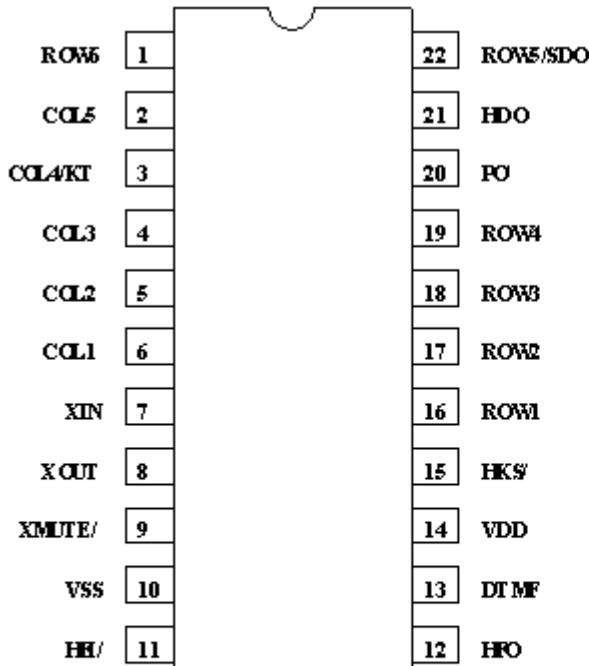 ROW6 1 22 ROW5/SDO
COL5 2 21 HDO
COL4/KT 3 20 PO
COL3 4 19 ROW4
COL2 5 18 ROW3
COL1 6 17 ROW2
XIN 7 16 ROW1
XOUT 8 15 HKS/
XMUTE/ 9 14 VDD
VSS 10 13 DTMF
11 12 HFO